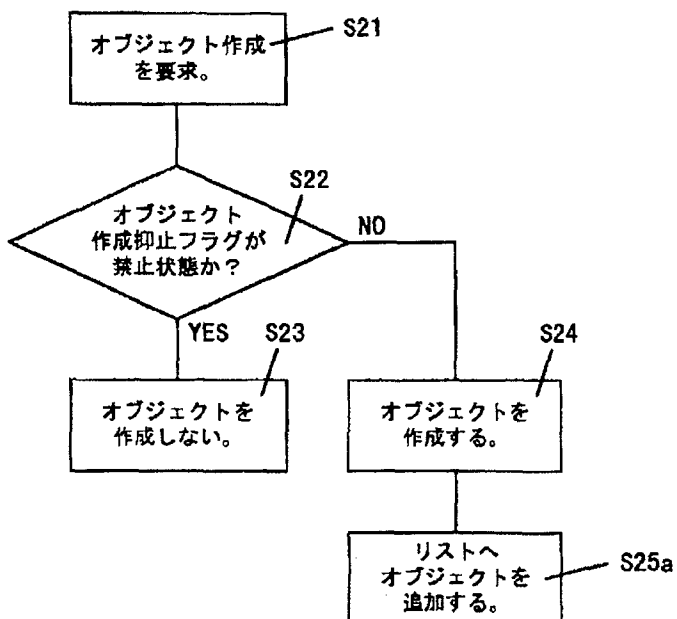 オブジェクト作成
を要求。
S21
オブジェクト
作成抑止フラグが
禁止状態か？
S22
NO
YES
S23
オブジェクトを
作成しない。
S24
オブジェクトを
作成する。
リストへ
オブジェクトを
追加する。
S25a